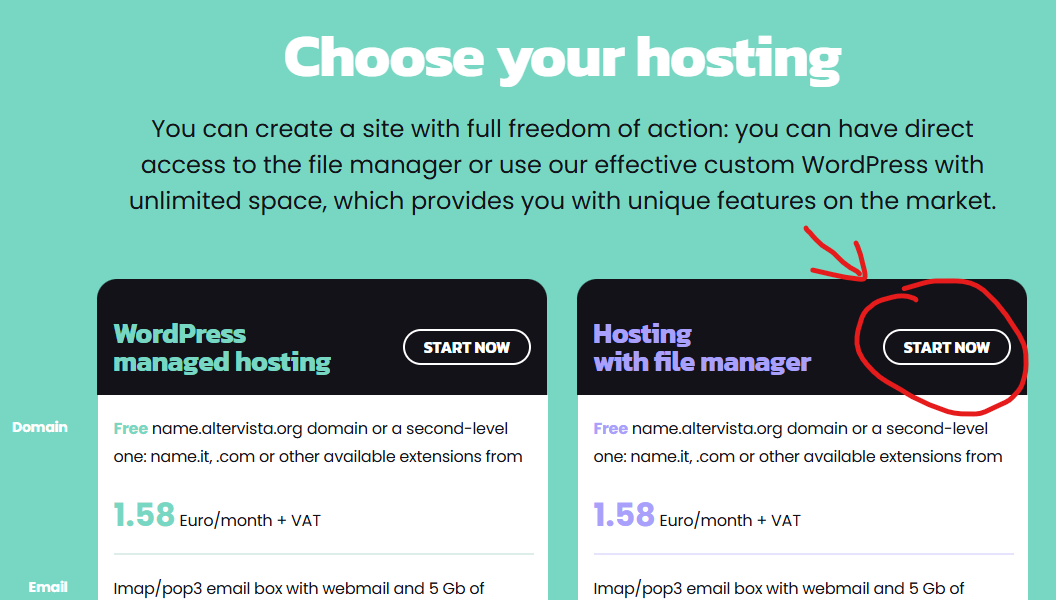 Choose your hosting
You can create a site with full freedom of action: you can have direct
access to the file manager or use our effective custom WordPress with
unlimited space, which provides you with unique features on the market.
WordPress
managed hosting
START NOW
Hosting
with file manager
START NOW
Domain
Free name.altervista.org domain or a second-level
one: name.it, .com or other available extensions from
1.58 Euro/month + VAT
Free name.altervista.org domain or a second-level
one: name.it, .com or other available extensions from
1.58 Euro/month + VAT
Email
Imap/pop3 email box with webmail and 5 Gb of
Imap/pop3 email box with webmail and 5 Gb of